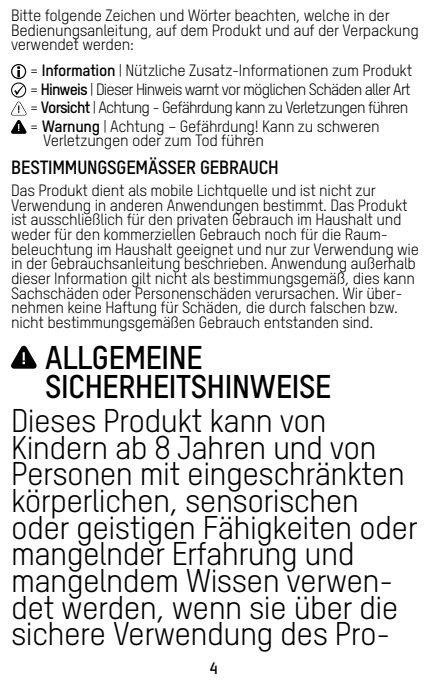 Bitte folgende Zeichen und Wörter beachten, welche in der
Bedienungsanleitung, auf dem Produkt und auf der Verpackung
verwendet werden:
= Information | Nützliche Zusatz-Informationen zum Produkt
= Hinweis | Dieser Hinweis warnt vor möglichen Schäden aller Art
= Vorsicht | Achtung - Gefährdung kann zu Verletzungen führen
= Warnung | Achtung – Gefährdung! Kann zu schweren
Verletzungen oder zum Tod führen
BESTIMMUNGSGEMÄSSER GEBRAUCH
Das Produkt dient als mobile Lichtquelle und ist nicht zur
Verwendung in anderen Anwendungen bestimmt. Das Produkt
ist ausschließlich für den privaten Gebrauch im Haushalt und
weder für den kommerziellen Gebrauch noch für die Raum-
beleuchtung im Haushalt geeignet und nur zur Verwendung wie
in der Gebrauchsanleitung beschrieben. Anwendung außerhalb
dieser Information gilt nicht als bestimmungsgemäß, dies kann
Sachschäden oder Personenschäden verursachen. Wir über-
nehmen keine Haftung für Schäden, die durch falschen bzw.
nicht bestimmungsgemäßen Gebrauch entstanden sind.
ALLGEMEINE
SICHERHEITSHINWEISE
Dieses Produkt kann von
Kindern ab 8 Jahren und von
Personen mit eingeschränkten
körperlichen, sensorischen
oder geistigen Fähigkeiten oder
mangelnder Erfahrung und
mangelndem Wissen verwen-
det werden, wenn sie über die
sichere Verwendung des Pro-
4